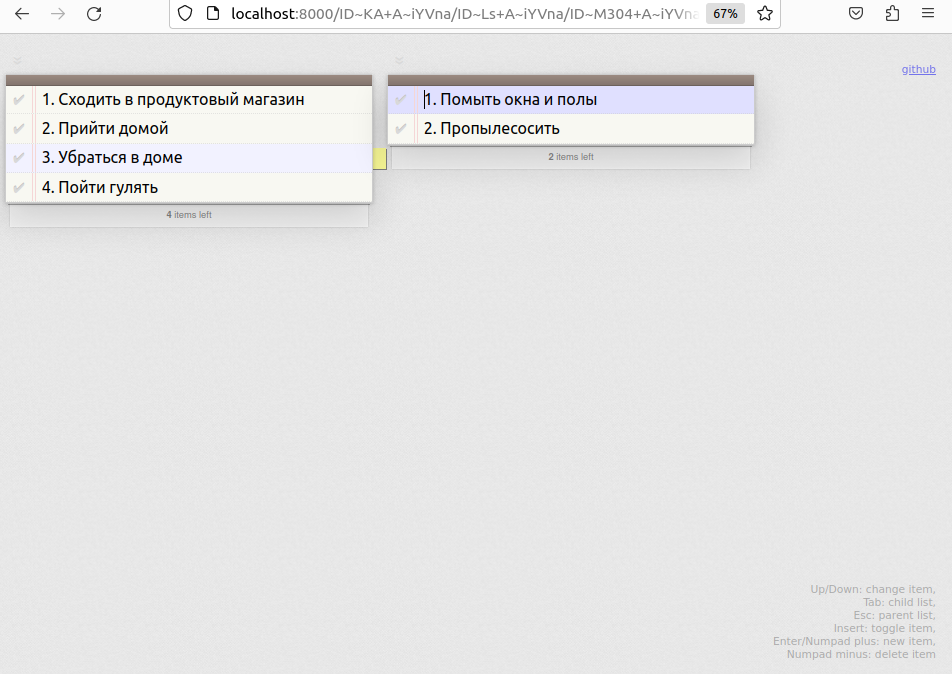 localhost:8000/ID~KA+A~iYVna/ID~Ls+A~iYVna/ID~M304+A~iYVna
67%
github
1. Сходить в продуктовый магазин
2. Прийти домой
3. Убраться в доме
4. Пойти гулять
4 items left
1. Помыть окна и полы
2. Пропылесосить
2 items left
Up/Down: change item,
Tab: child list,
Esc: parent list,
Insert: toggle item,
Enter/Numpad plus: new item,
Numpad minus: delete item